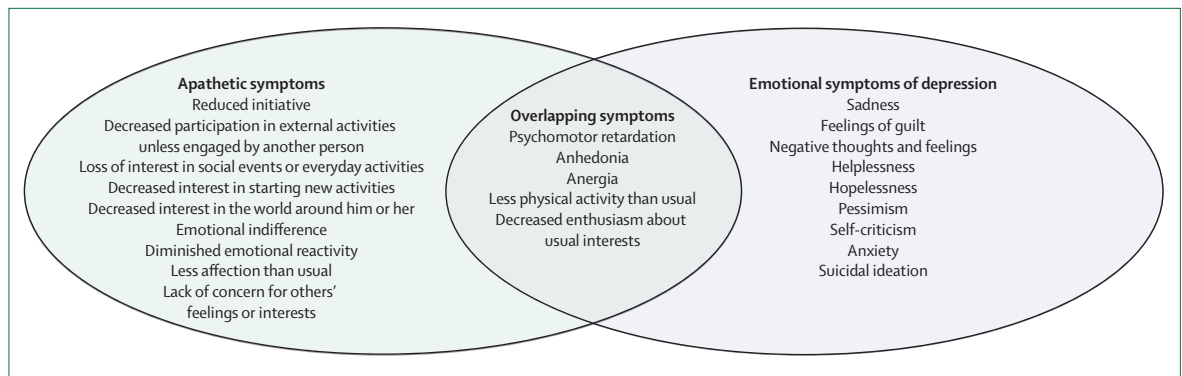 Apathetic symptoms
Reduced initiative
Decreased participation in external activities
unless engaged by another person
Loss of interest in social events or everyday activities
Decreased interest in starting new activities
Decreased interest in the world around him or her
Emotional indifference
Diminished emotional reactivity
Less affection than usual
Lack of concern for others’
feelings or interests
Overlapping symptoms
Psychomotor retardation
Anhedonia
Anergia
Less physical activity than usual
Decreased enthusiasm about
usual interests
Emotional symptoms of depression
Sadness
Feelings of guilt
Negative thoughts and feelings
Helplessness
Hopelessness
Pessimism
Self-criticism
Anxiety
Suicidal ideation